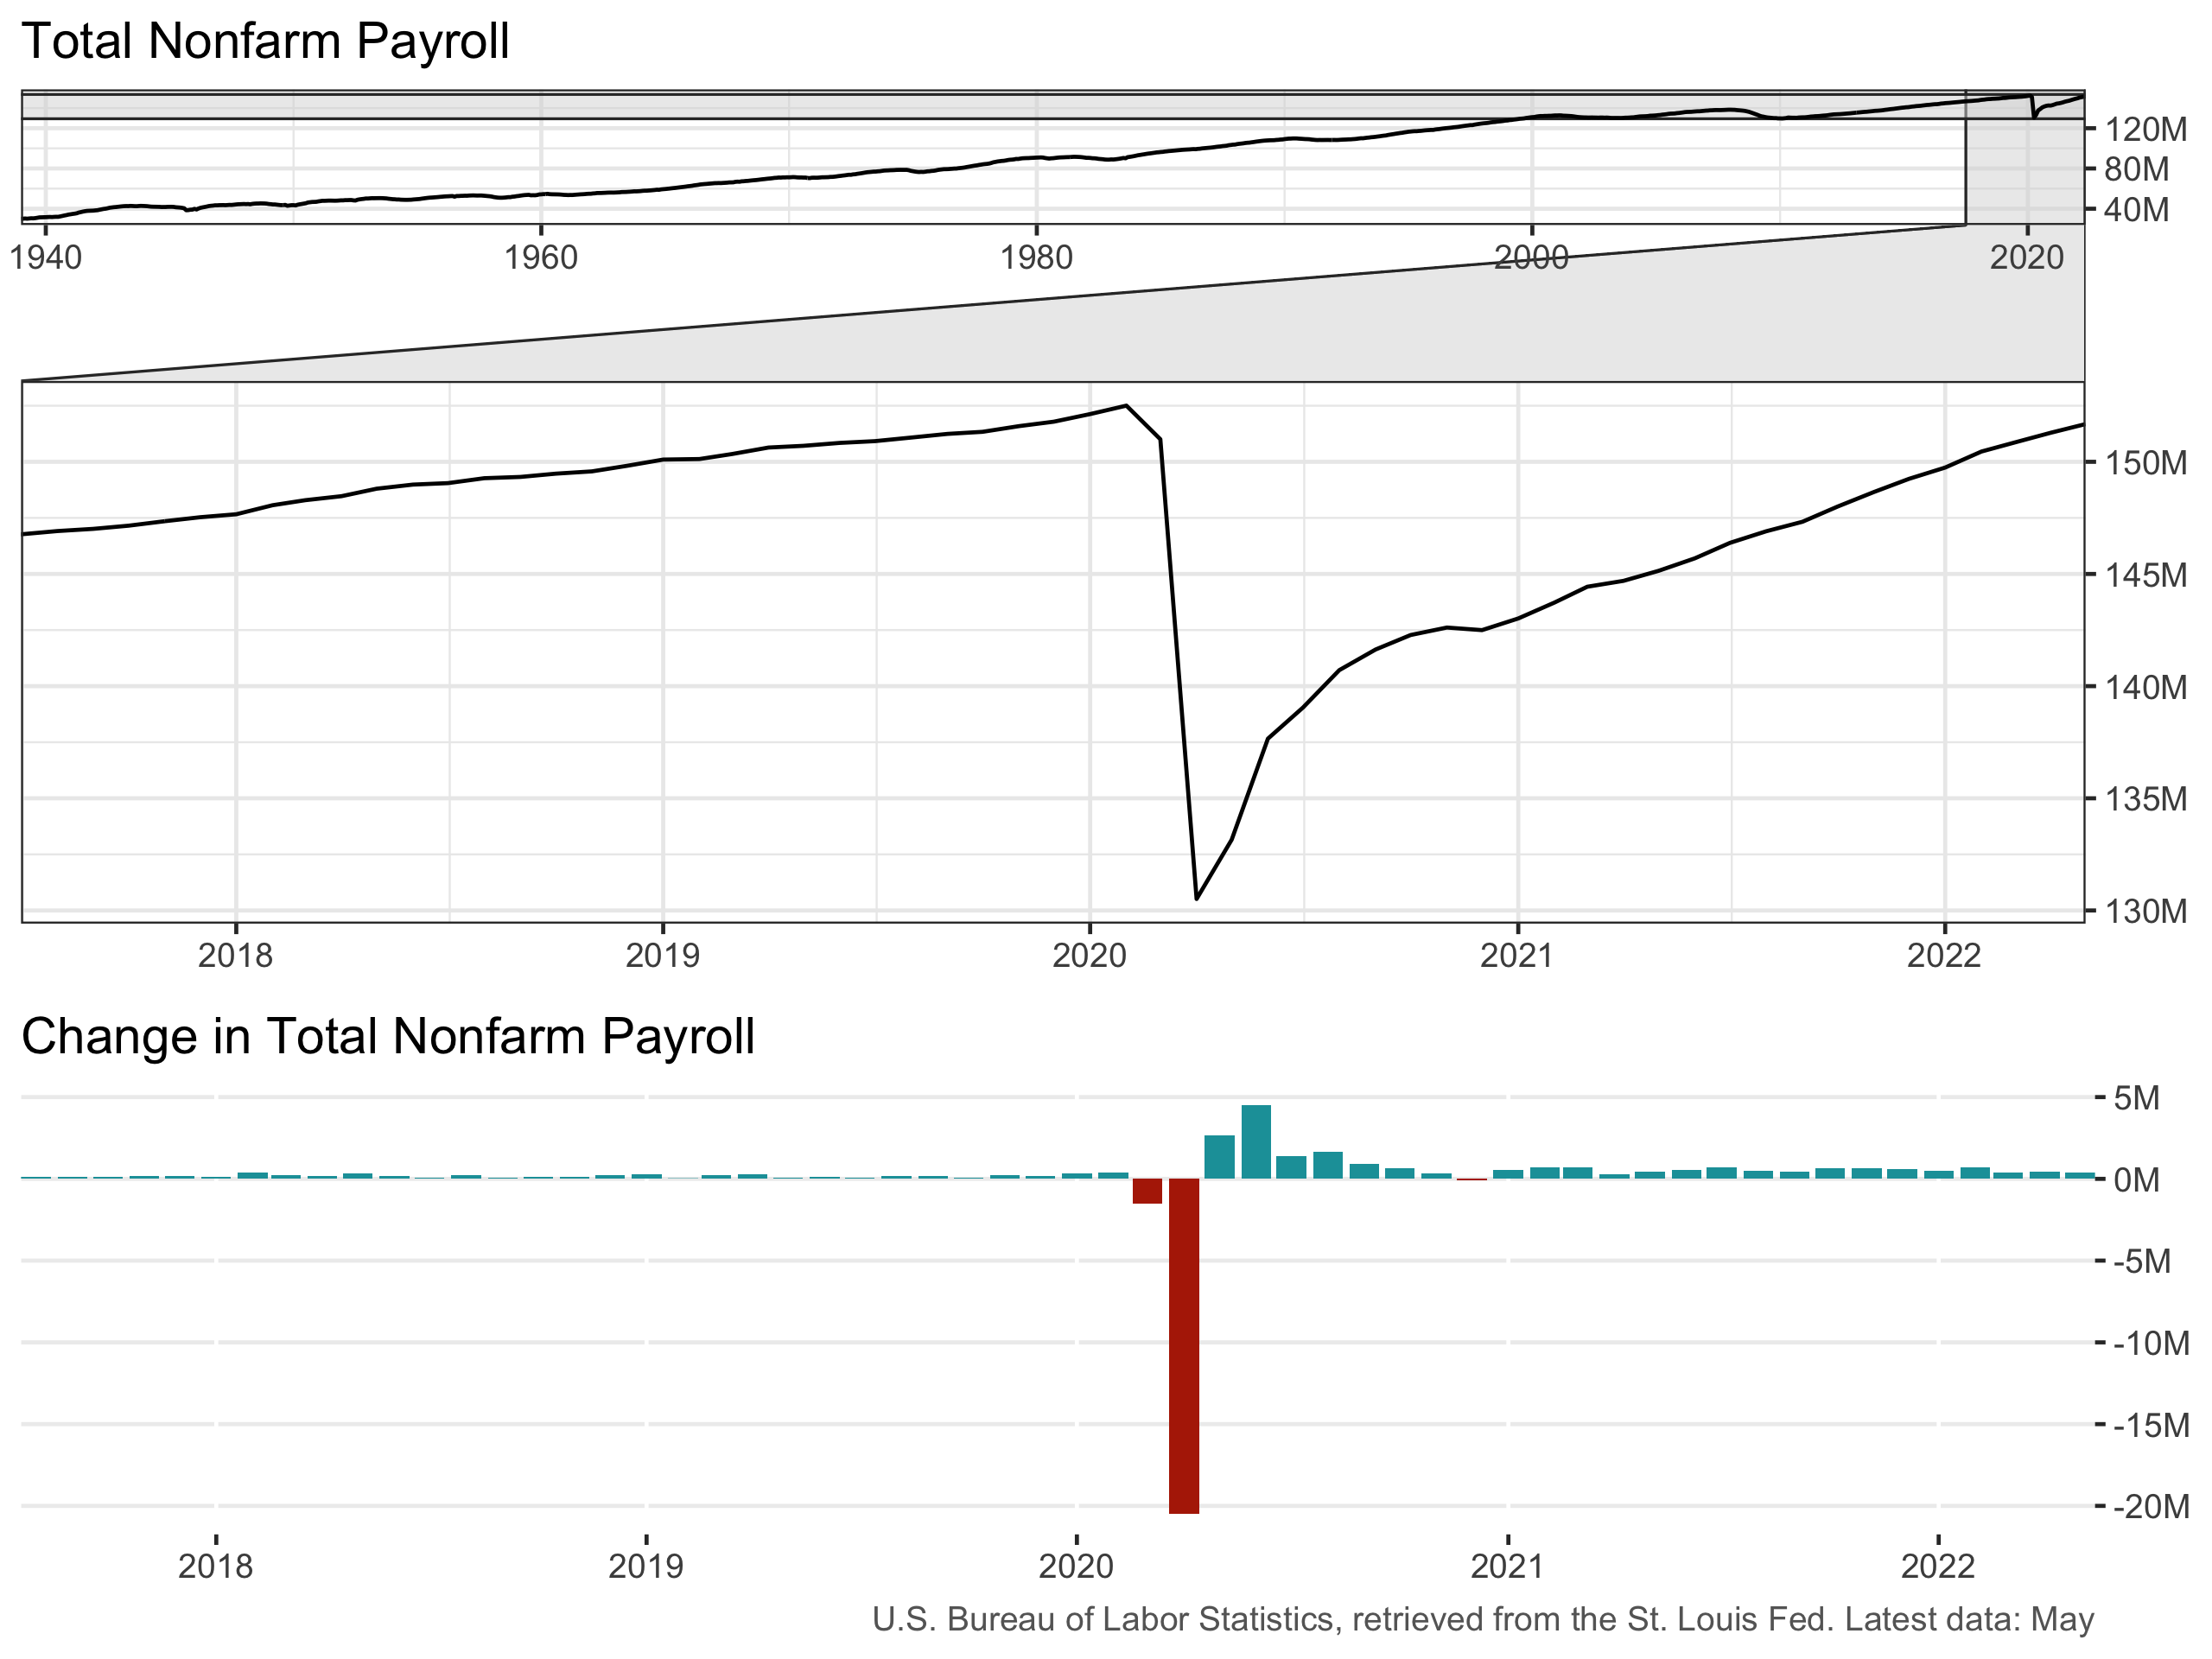 Total Nonfarm Payroll
120M
80M
40M
1940 1960 1980 2000 2020
150M
145M
140M
135M
130M
2018 2019 2020 2021 2022
Change in Total Nonfarm Payroll
5M
0M
-5M
-10M
-15M
-20M
2018 2019 2020 2021 2022
U.S. Bureau of Labor Statistics, retrieved from the St. Louis Fed. Latest data: May